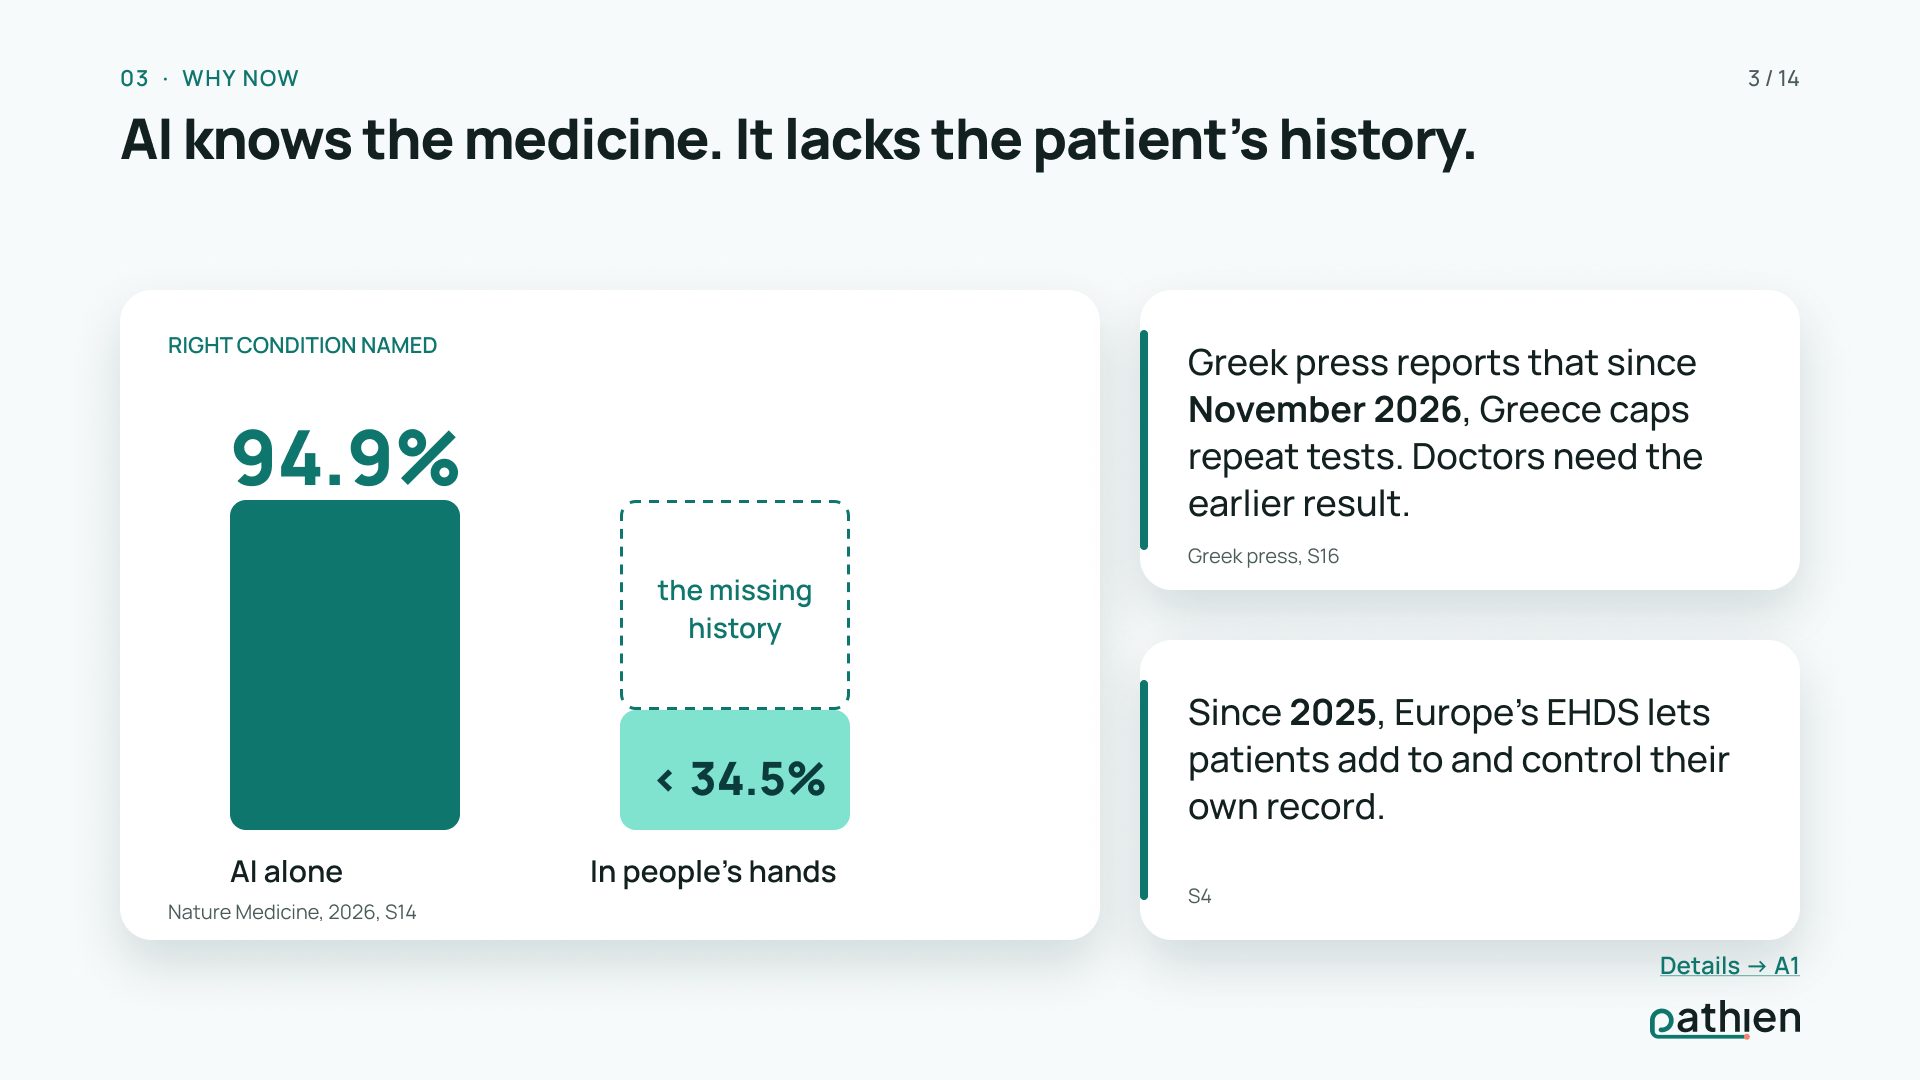 03 · WHY NOW
3 / 14
AI knows the medicine. It lacks the patient’s history.
RIGHT CONDITION NAMED
94.9%
the missing
history
< 34.5%
AI alone
In people’s hands
Nature Medicine, 2026, S14
Greek press reports that since
November 2026, Greece caps
repeat tests. Doctors need the
earlier result.
Greek press, S16
Since 2025, Europe’s EHDS lets
patients add to and control their
own record.
S4
Details → A1
pathien